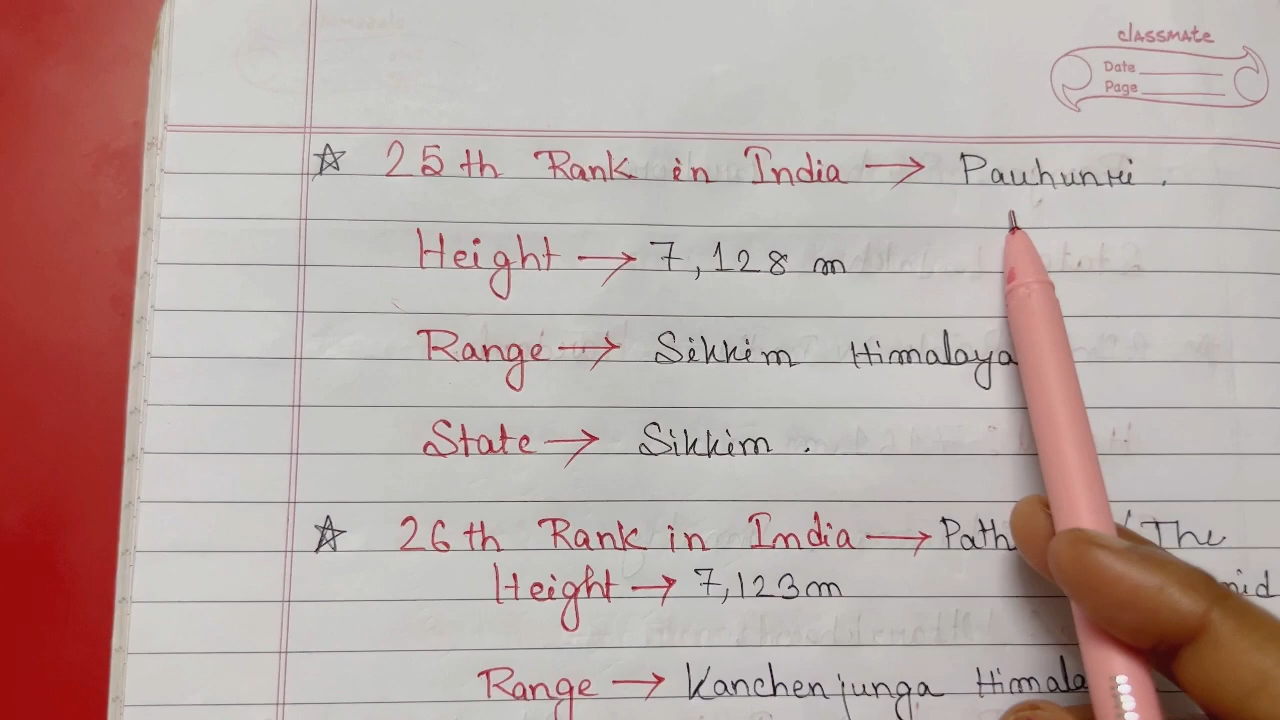 classmate
Date
Page
☆ 25th Rank in India → Pauhunri .
Height → 7,128 m
Range → Sikkim Himalaya
State → Sikkim .
☆ 26th Rank in India → Path / The
Height → 7,123m
Range → Kanchenjunga Himala